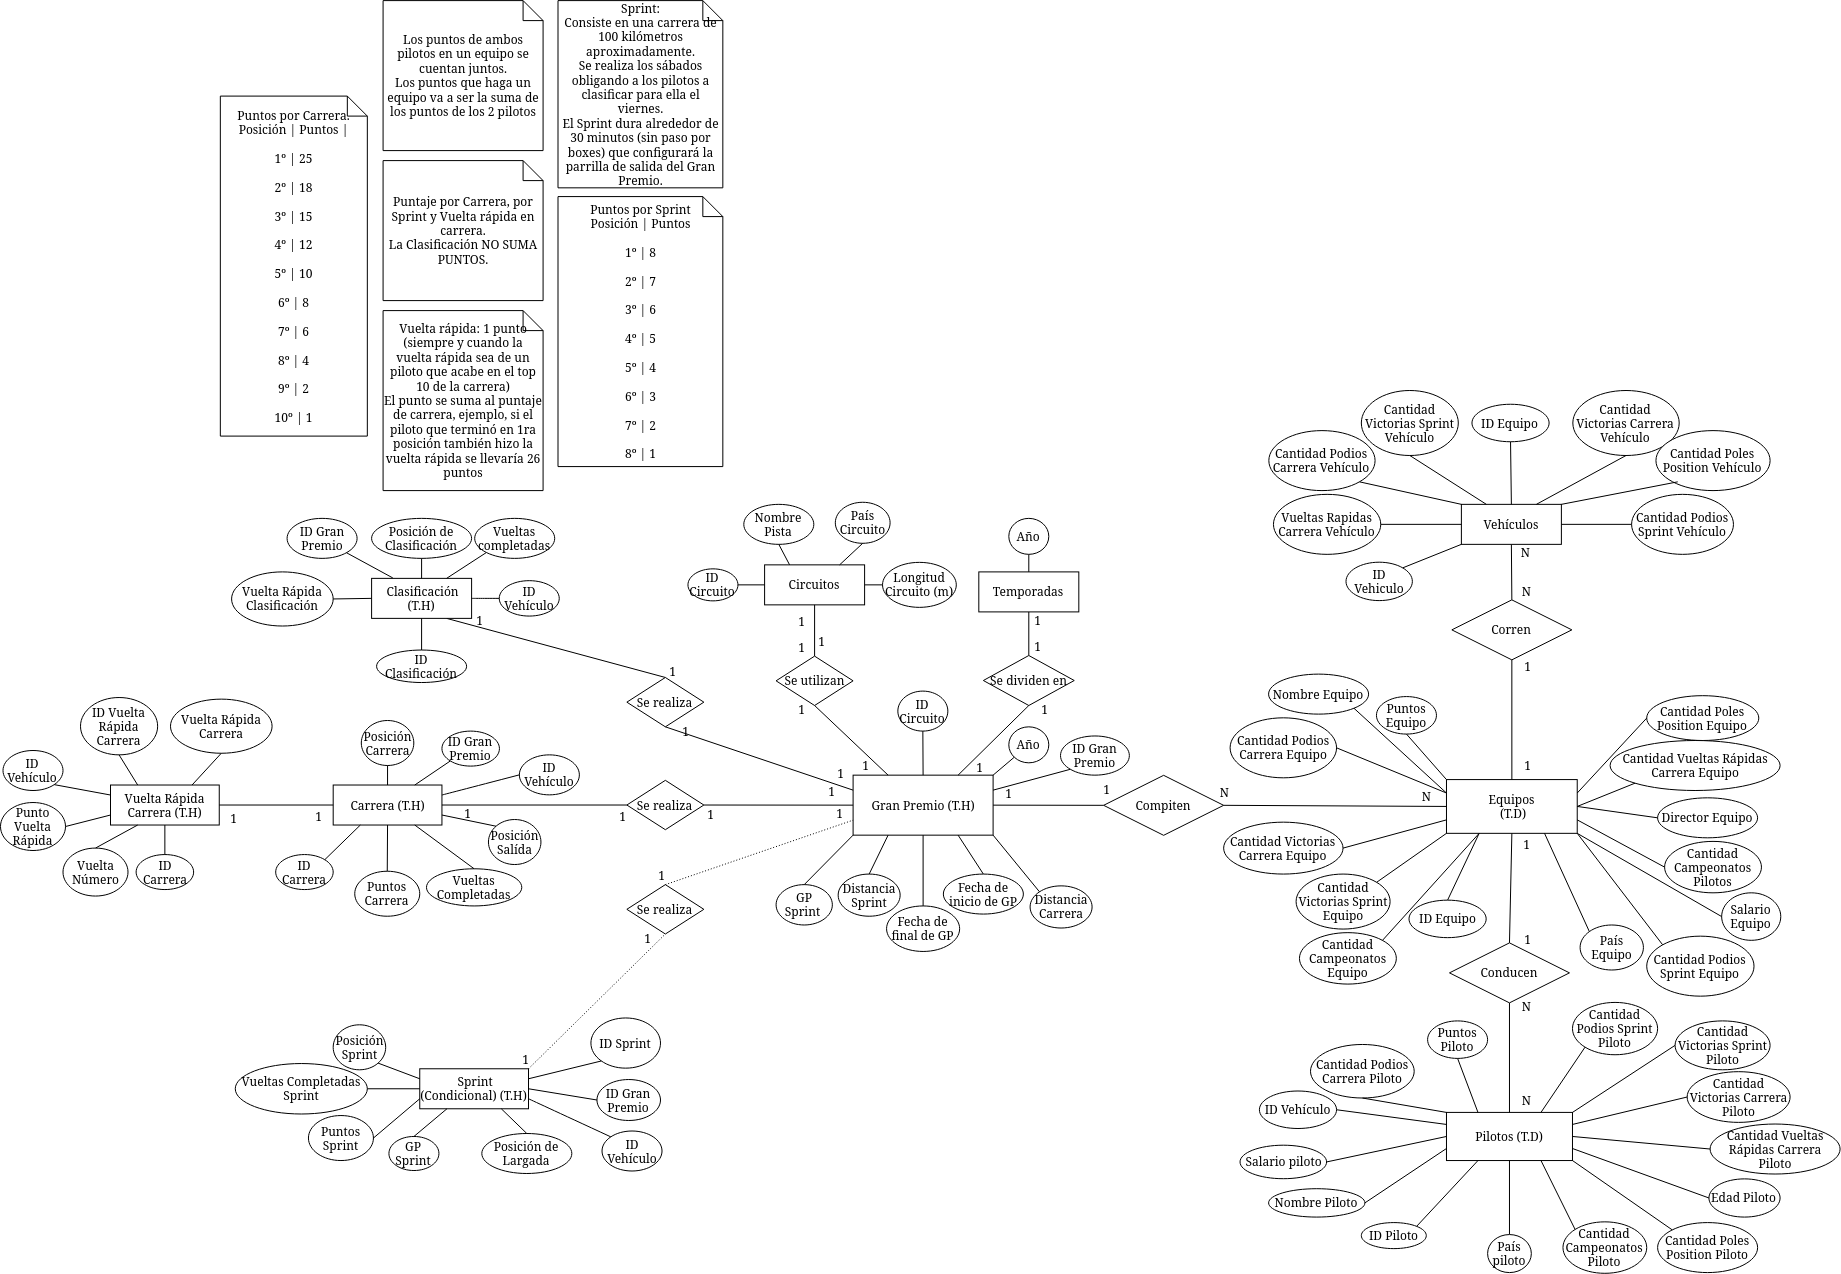 Puntos por Carrera:
Posición | Puntos |
1º | 25
2º | 18
3º | 15
4º | 12
5º | 10
6º | 8
7º | 6
8º | 4
9º | 2
10º | 1
Los puntos de ambos
pilotos en un equipo se
cuentan juntos.
Los puntos que haga un
equipo va a ser la suma de
los puntos de los 2 pilotos
Puntaje por Carrera, por
Sprint y Vuelta rápida en
carrera.
La Clasificación NO SUMA
PUNTOS.
Vuelta rápida: 1 punto
(siempre y cuando la
vuelta rápida sea de un
piloto que acabe en el top
10 de la carrera)
El punto se suma al puntaje
de carrera, ejemplo, si el
piloto que terminó en 1ra
posición también hizo la
vuelta rápida se llevaría 26
puntos
Sprint:
Consiste en una carrera de
100 kilómetros
aproximadamente.
Se realiza los sábados
obligando a los pilotos a
clasificar para ella el
viernes.
El Sprint dura alrededor de
30 minutos (sin paso por
boxes) que configurará la
parrilla de salida del Gran
Premio.
Puntos por Sprint
Posición | Puntos
1º | 8
2º | 7
3º | 6
4º | 5
5º | 4
6º | 3
7º | 2
8º | 1
ID Gran
Premio
Posición de
Clasificación
Vueltas
completadas
Vuelta Rápida
Clasificación
Clasificación
(T.H)
ID
Vehículo
ID
Clasificación
1
1
Se realiza
1
1
Nombre
Pista
País
Circuito
ID
Circuito
Circuitos
Longitud
Circuito (m)
1
1
1
Se utilizan
1
1
Año
Temporadas
1
1
Se dividen en
1
1
ID Vuelta
Rápida
Carrera
Vuelta Rápida
Carrera
ID
Vehículo
Vuelta Rápida
Carrera (T.H)
Punto
Vuelta
Rápida
Vuelta
Número
ID
Carrera
1
1
Posición
Carrera
ID Gran
Premio
ID
Vehículo
Carrera (T.H)
Posición
Salída
ID
Carrera
Puntos
Carrera
Vueltas
Completadas
1
1
Se realiza
1
1
ID
Circuito
Año
ID Gran
Premio
Gran Premio (T.H)
GP
Sprint
Distancia
Sprint
Fecha de
final de GP
Fecha de
inicio de GP
Distancia
Carrera
1
1
Se realiza
1
1
Posición
Sprint
Vueltas Completadas
Sprint
Puntos
Sprint
Sprint
(Condicional) (T.H)
GP
Sprint
Posición de
Largada
ID Sprint
ID Gran
Premio
ID
Vehículo
1
1
Compiten
N
N
Cantidad
Victorias Sprint
Vehículo
ID Equipo
Cantidad
Victorias Carrera
Vehículo
Cantidad Podios
Carrera Vehículo
Cantidad Poles
Position Vehículo
Vueltas Rapidas
Carrera Vehículo
Vehículos
Cantidad Podios
Sprint Vehículo
ID
Vehiculo
N
N
Corren
1
1
Nombre Equipo
Puntos
Equipo
Cantidad Podios
Carrera Equipo
Cantidad Poles
Position Equipo
Cantidad Vueltas Rápidas
Carrera Equipo
Equipos
(T.D)
Director Equipo
Cantidad Victorias
Carrera Equipo
Cantidad
Campeonatos
Pilotos
Cantidad
Victorias Sprint
Equipo
ID Equipo
Salario
Equipo
Cantidad
Campeonatos
Equipo
País
Equipo
Cantidad Podios
Sprint Equipo
1
1
Conducen
N
N
Puntos
Piloto
Cantidad
Podios Sprint
Piloto
Cantidad
Victorias Sprint
Piloto
Cantidad Podios
Carrera Piloto
Cantidad
Victorias Carrera
Piloto
ID Vehículo
Pilotos (T.D)
Cantidad Vueltas
Rápidas Carrera
Piloto
Salario piloto
Nombre Piloto
Edad Piloto
ID Piloto
País
piloto
Cantidad
Campeonatos
Piloto
Cantidad Poles
Position Piloto